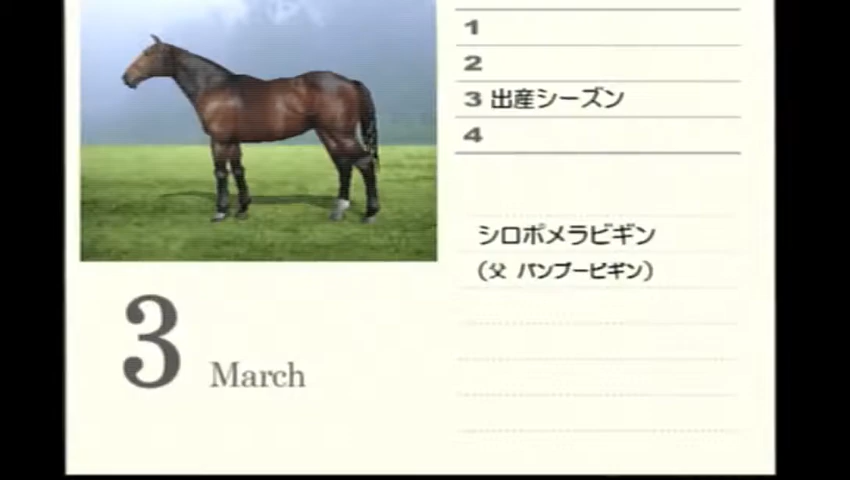 1
2
3 出産シーズン
4
シロポメラビギン
(父 バンブービギン)
3 March